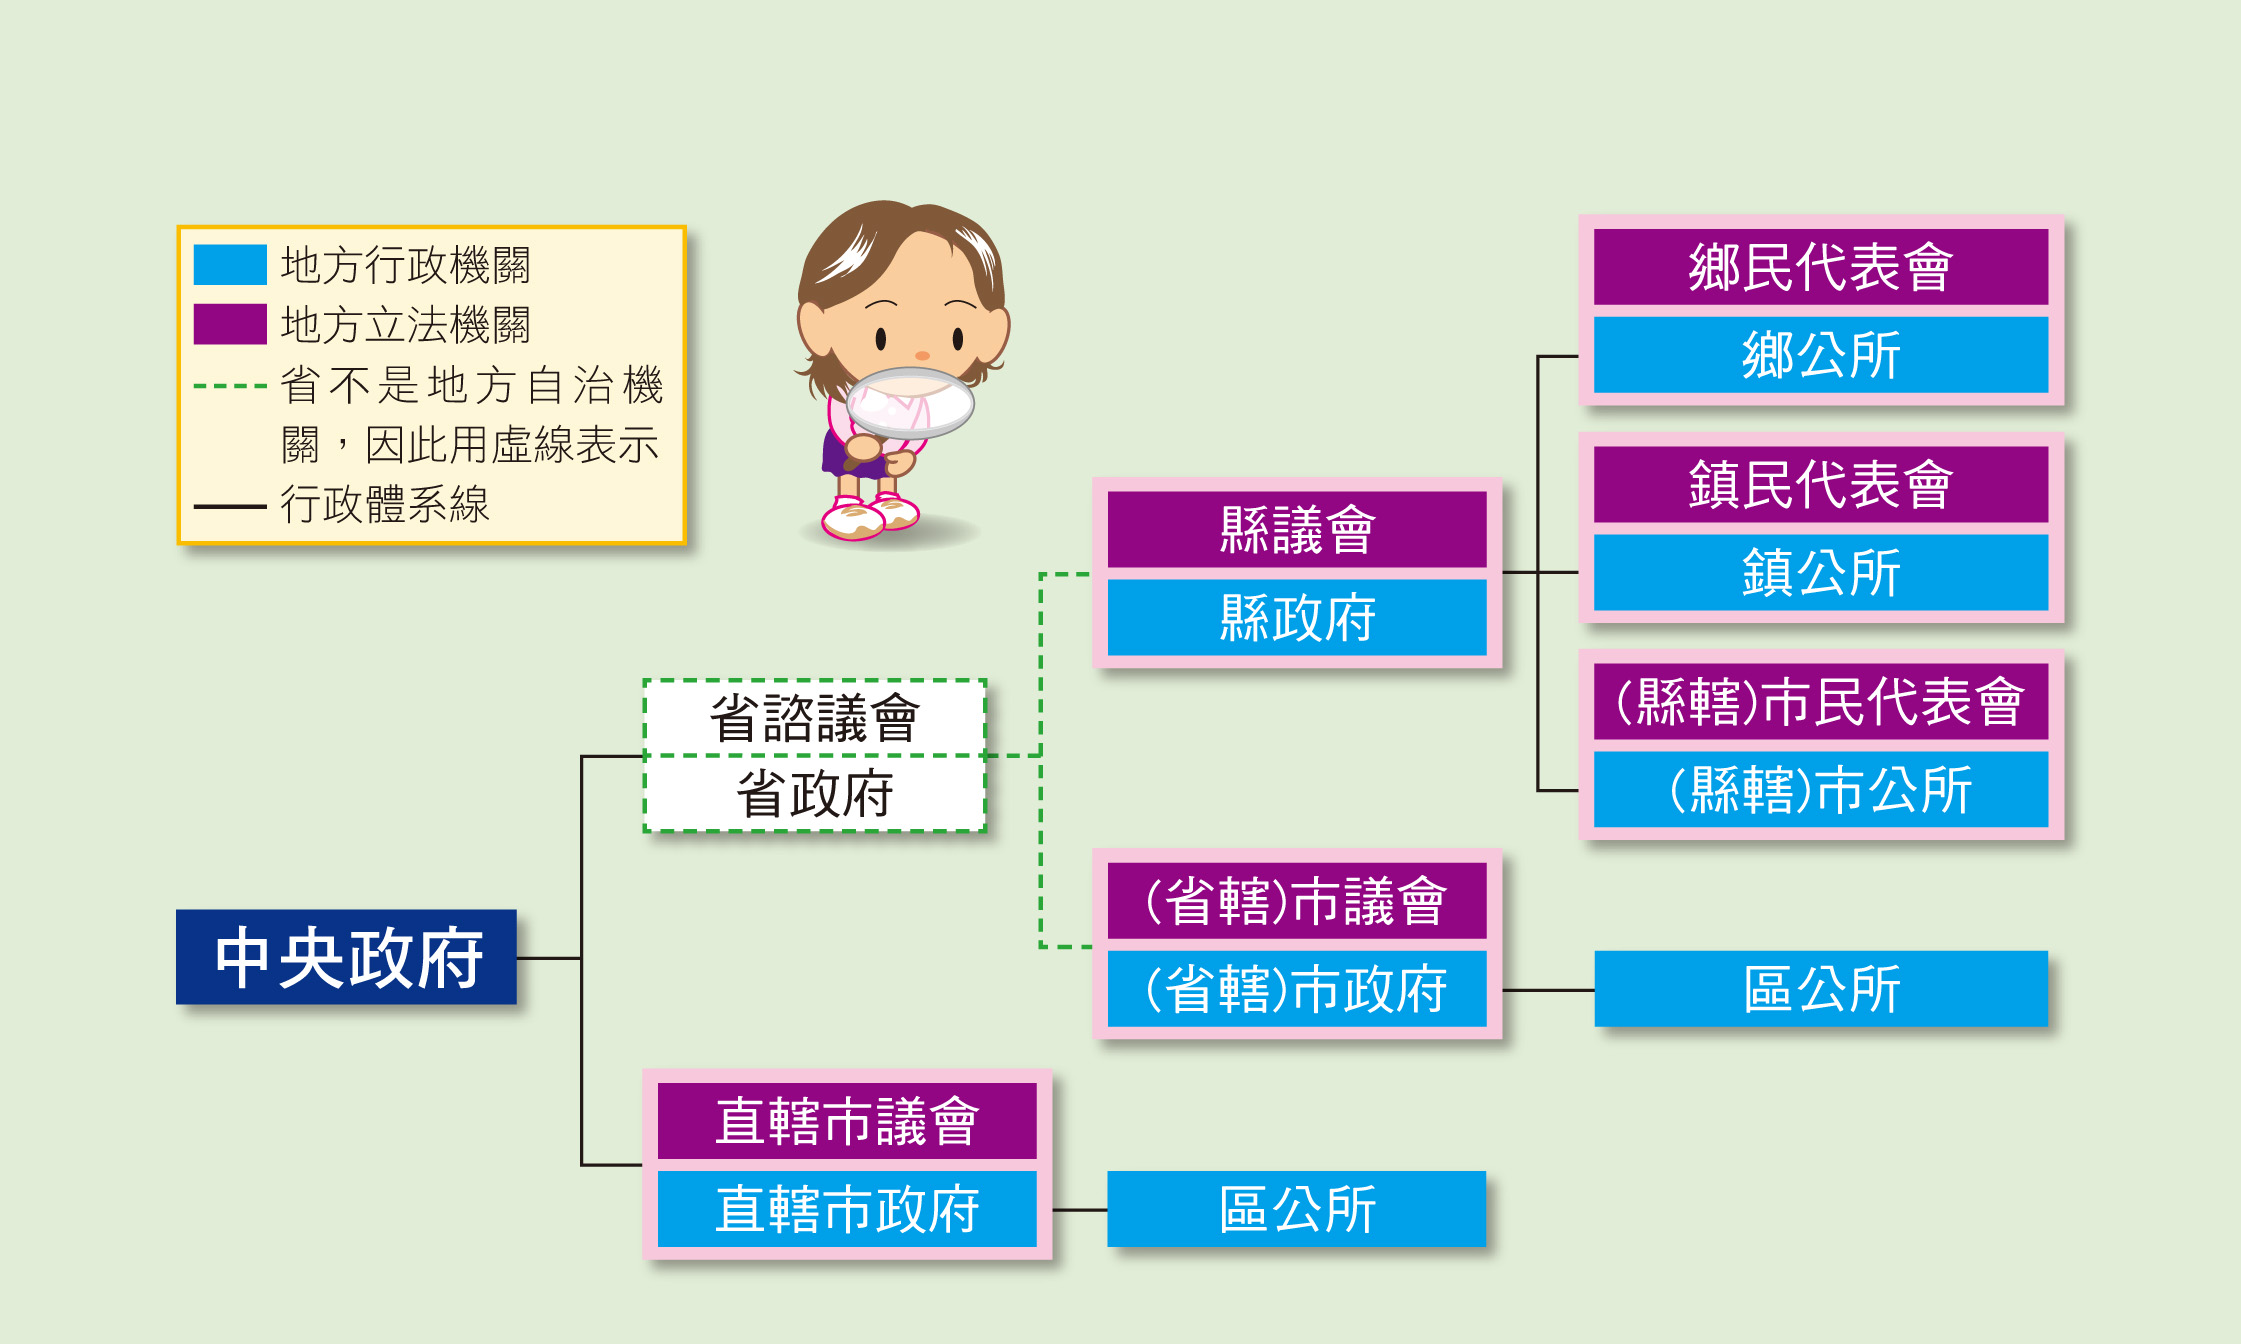 地方行政機關
地方立法機關
省不是地方自治機
關，因此用虛線表示
行政體系線
中央政府
省諮議會
省政府
直轄市議會
直轄市政府
區公所
縣議會
縣政府
(省轄)市議會
(省轄)市政府
區公所
鄉民代表會
鄉公所
鎮民代表會
鎮公所
(縣轄)市民代表會
(縣轄)市公所